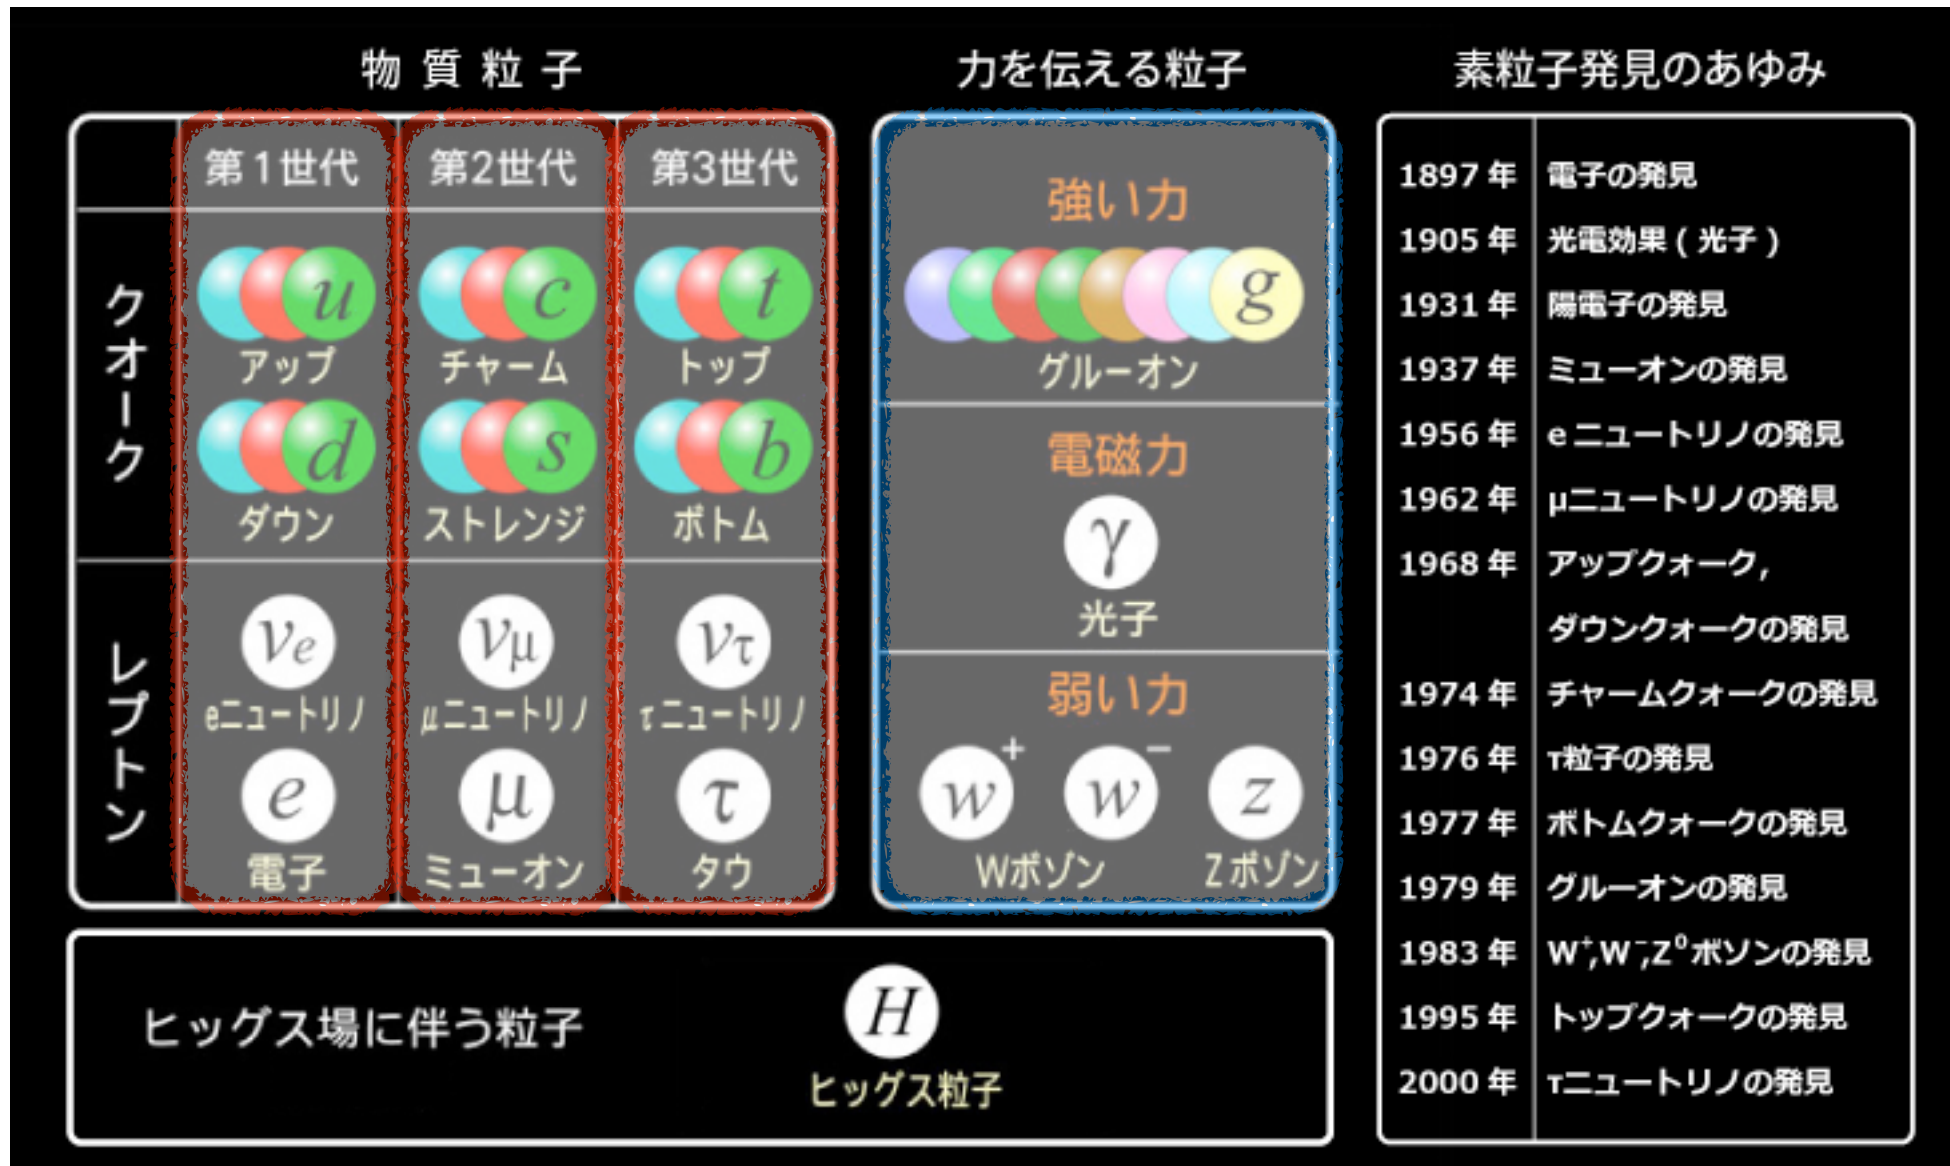 物質粒子
第1世代
第2世代
第3世代
クオーク
u
c
t
アップ
チャーム
トップ
d
s
b
ダウン
ストレンジ
ボトム
レプトン
νe
νμ
ντ
eニュートリノ
μニュートリノ
τニュートリノ
e
μ
τ
電子
ミューオン
タウ
力を伝える粒子
強い力
g
グルーオン
電磁力
γ
光子
弱い力
W+
W−
Z
Wボゾン
Zボゾン
ヒッグス場に伴う粒子
H
ヒッグス粒子
素粒子発見のあゆみ
1897 年 電子の発見
1905 年 光電効果 ( 光子 )
1931 年 陽電子の発見
1937 年 ミューオンの発見
1956 年 e ニュートリノの発見
1962 年 μニュートリノの発見
1968 年 アップクォーク,
ダウンクォークの発見
1974 年 チャームクォークの発見
1976 年 τ粒子の発見
1977 年 ボトムクォークの発見
1979 年 グルーオンの発見
1983 年 W⁺,W⁻,Z⁰ボソンの発見
1995 年 トップクォークの発見
2000 年 τニュートリノの発見